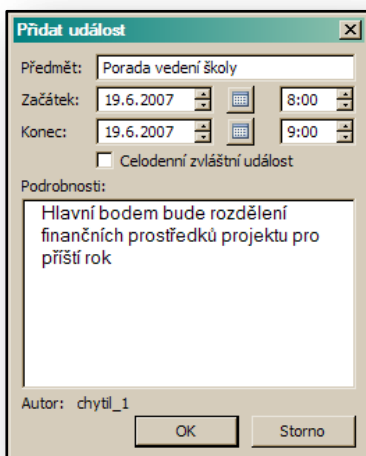 Přidat událost
Předmět: Porada vedení školy
Začátek: 19.6.2007 8:00
Konec: 19.6.2007 9:00
Celodenní zvláštní událost
Podrobnosti:
Hlavní bodem bude rozdělení
finančních prostředků projektu pro
příští rok
Autor: chytil_1
OK Storno